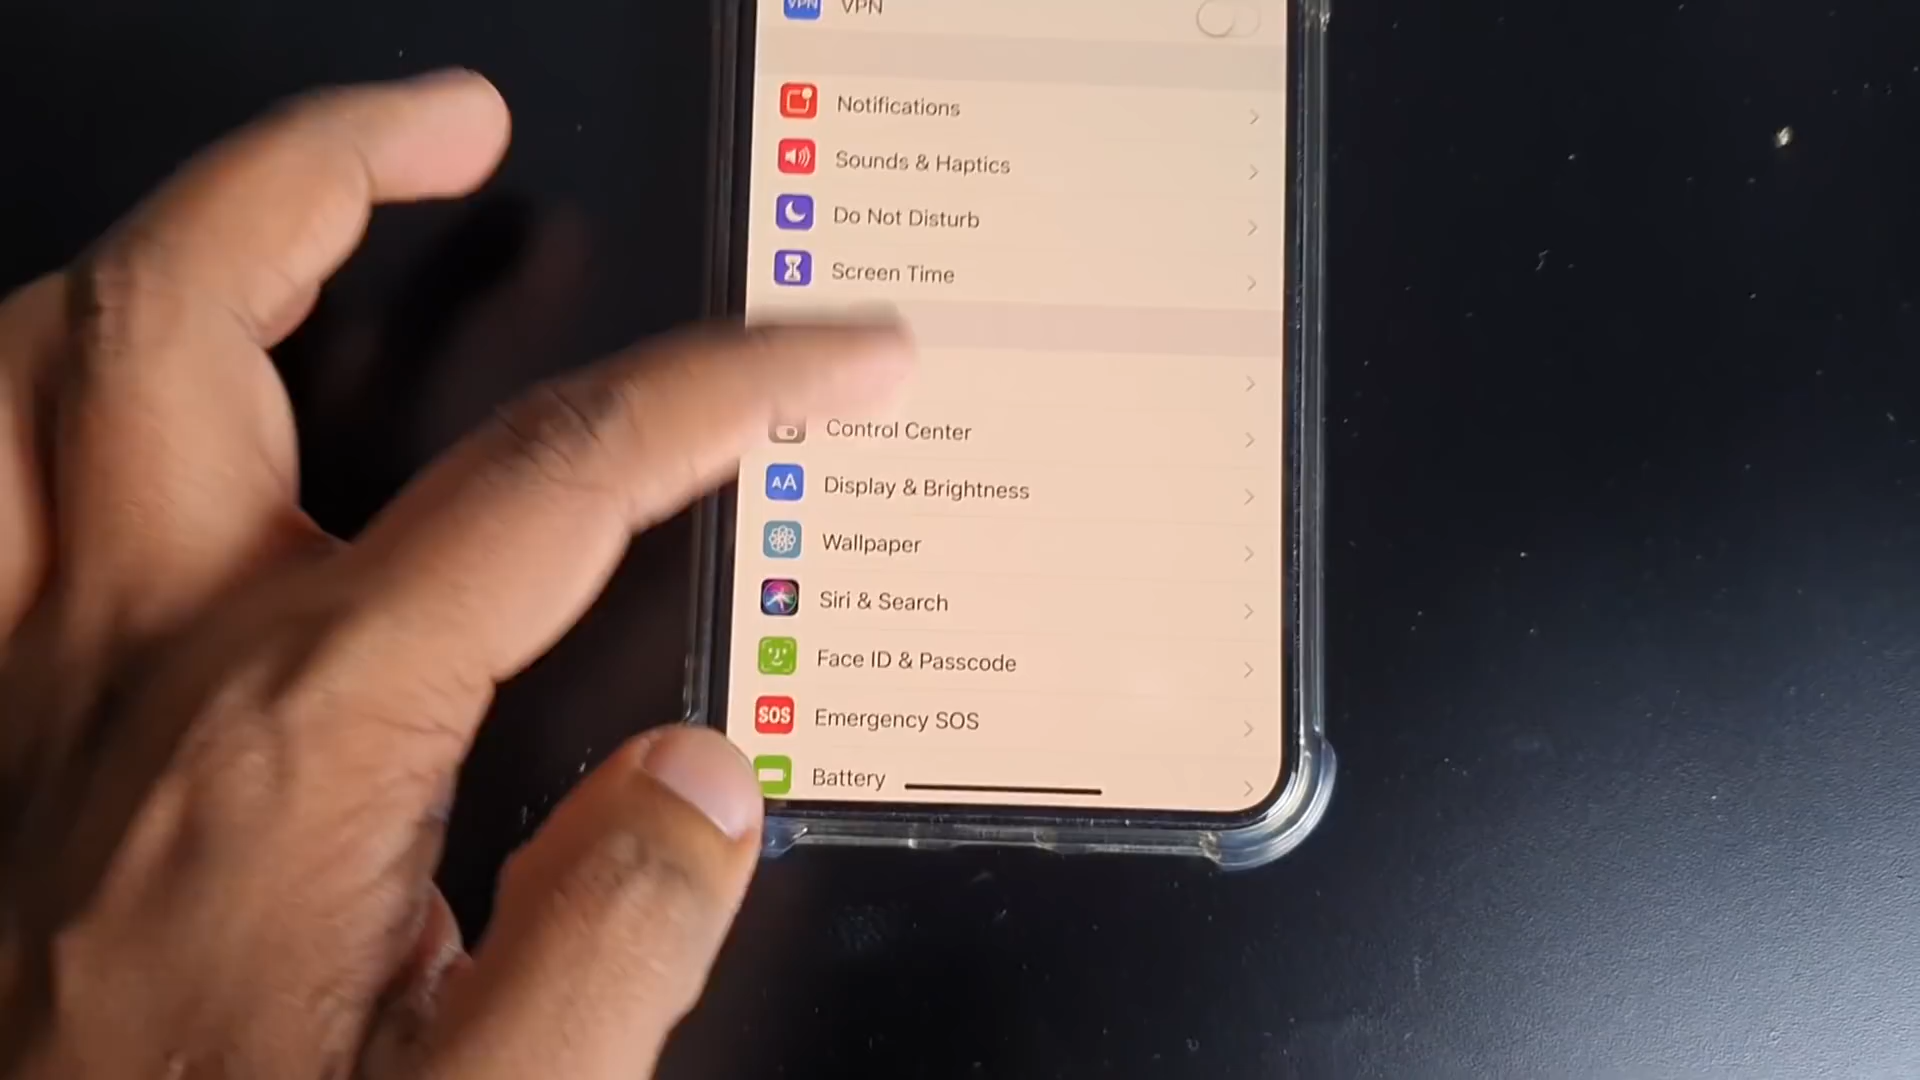 VPN VPN
Notifications
Sounds & Haptics
Do Not Disturb
Screen Time
Control Center
AA Display & Brightness
Wallpaper
Siri & Search
Face ID & Passcode
SOS Emergency SOS
Battery